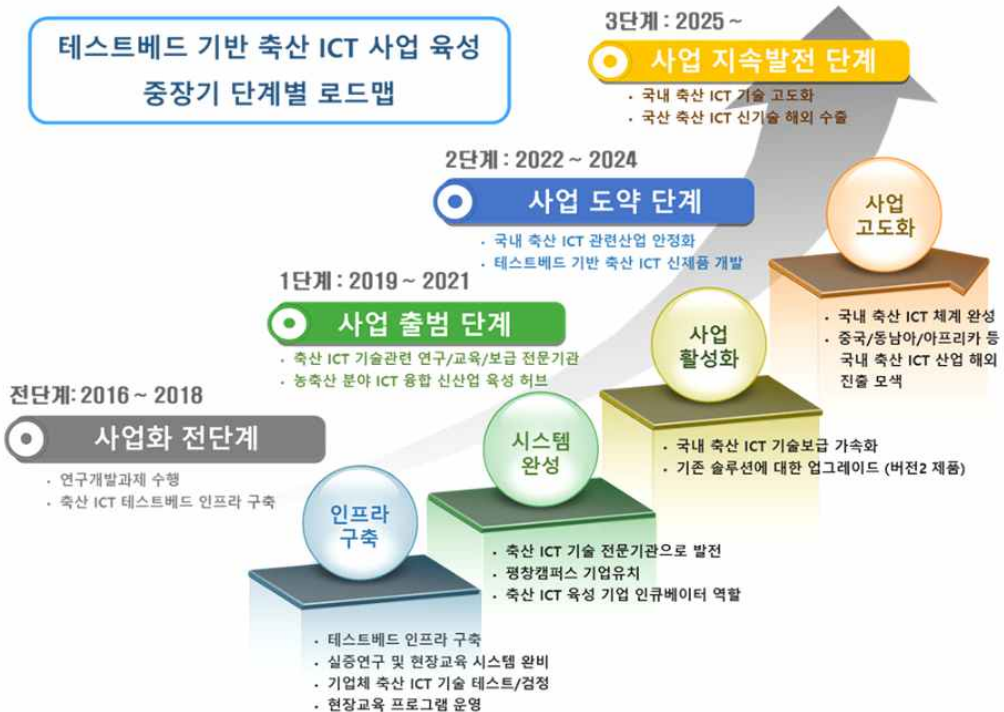 테스트베드 기반 축산 ICT 사업 육성
중장기 단계별 로드맵
3단계 : 2025 ~
사업 지속발전 단계
· 국내 축산 ICT 기술 고도화
· 국산 축산 ICT 신기술 해외 수출
2단계 : 2022 ~ 2024
사업 도약 단계
· 국내 축산 ICT 관련산업 안정화
· 테스트베드 기반 축산 ICT 신제품 개발
1단계 : 2019 ~ 2021
사업 출범 단계
· 축산 ICT 기술관련 연구/교육/보급 전문기관
· 농축산 분야 ICT 융합 신산업 육성 허브
전단계: 2016 ~ 2018
사업화 전단계
· 연구개발과제 수행
· 축산 ICT 테스트베드 인프라 구축
인프라
구축
· 테스트베드 인프라 구축
· 실증연구 및 현장교육 시스템 완비
· 기업체 축산 ICT 기술 테스트/검정
· 현장교육 프로그램 운영
시스템
완성
· 축산 ICT 기술 전문기관으로 발전
· 평창캠퍼스 기업유치
· 축산 ICT 육성 기업 인큐베이터 역할
사업
활성화
· 국내 축산 ICT 기술보급 가속화
· 기존 솔루션에 대한 업그레이드 (버전2 제품)
사업
고도화
· 국내 축산 ICT 체계 완성
· 중국/동남아/아프리카 등
국내 축산 ICT 산업 해외
진출 모색